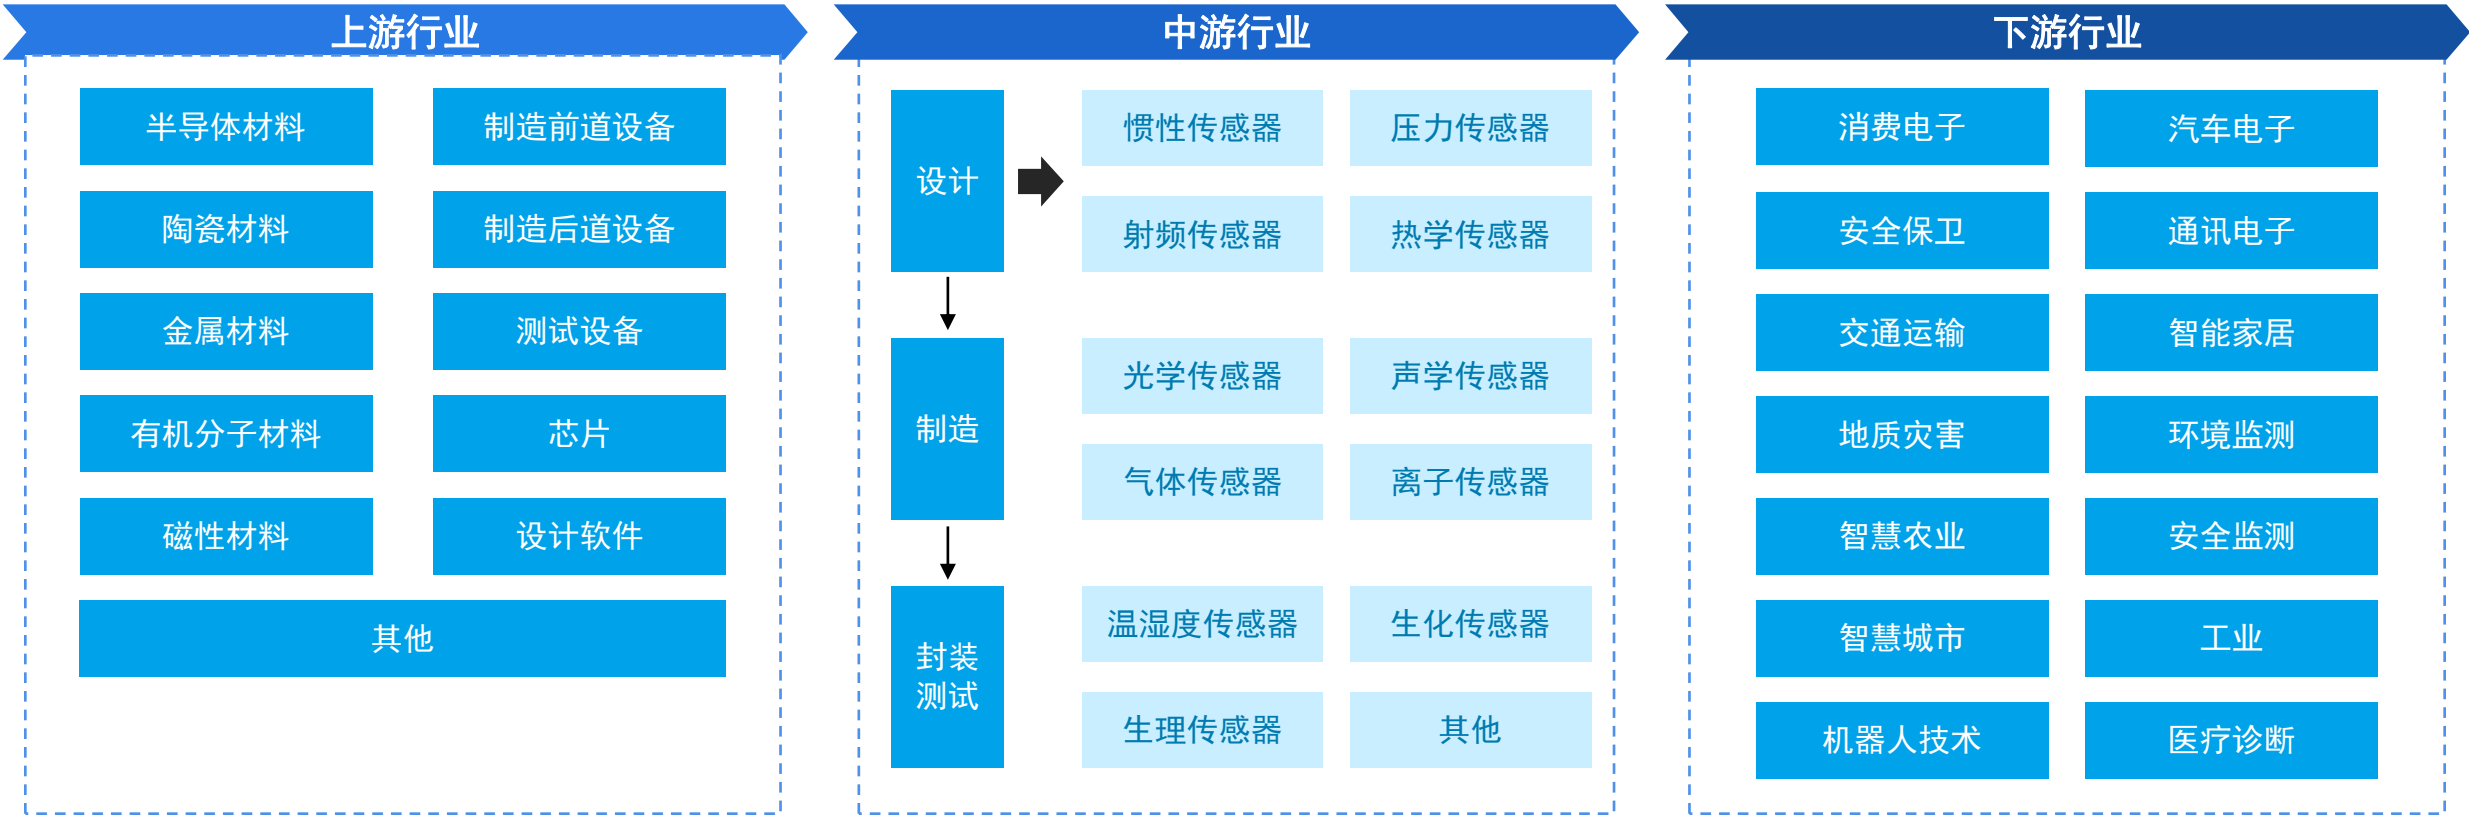 上游行业
半导体材料
制造前道设备
陶瓷材料
制造后道设备
金属材料
测试设备
有机分子材料
芯片
磁性材料
设计软件
其他
中游行业
设计
惯性传感器
压力传感器
射频传感器
热学传感器
制造
光学传感器
声学传感器
气体传感器
离子传感器
封装
测试
温湿度传感器
生化传感器
生理传感器
其他
下游行业
消费电子
汽车电子
安全保卫
通讯电子
交通运输
智能家居
地质灾害
环境监测
智慧农业
安全监测
智慧城市
工业
机器人技术
医疗诊断